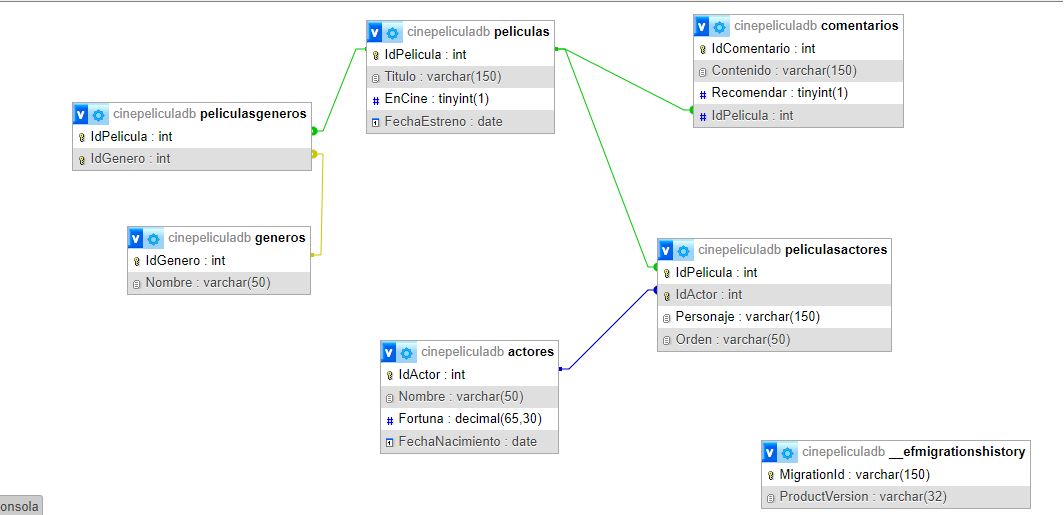 cinepeliculadb peliculas
IdPelicula : int
Titulo : varchar(150)
EnCine : tinyint(1)
FechaEstreno : date
cinepeliculadb comentarios
IdComentario : int
Contenido : varchar(150)
Recomendar : tinyint(1)
IdPelicula : int
cinepeliculadb peliculasgeneros
IdPelicula : int
IdGenero : int
cinepeliculadb generos
IdGenero : int
Nombre : varchar(50)
cinepeliculadb peliculasactores
IdPelicula : int
IdActor : int
Personaje : varchar(150)
Orden : varchar(50)
cinepeliculadb actores
IdActor : int
Nombre : varchar(50)
Fortuna : decimal(65,30)
FechaNacimiento : date
cinepeliculadb __efmigrationshistory
MigrationId : varchar(150)
ProductVersion : varchar(32)
onsola